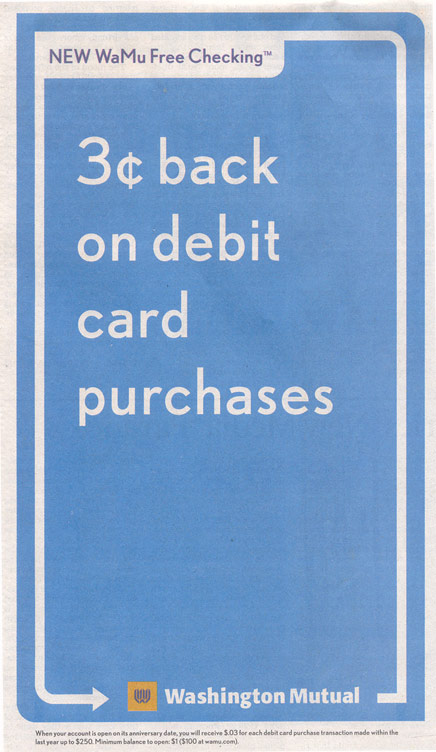 NEW WaMu Free Checking™
3¢ back
on debit
card
purchases
Washington Mutual
When your account is open on its anniversary date, you will receive $.03 for each debit card purchase transaction made within the
last year up to $250. Minimum balance to open: $1 ($100 at wamu.com).